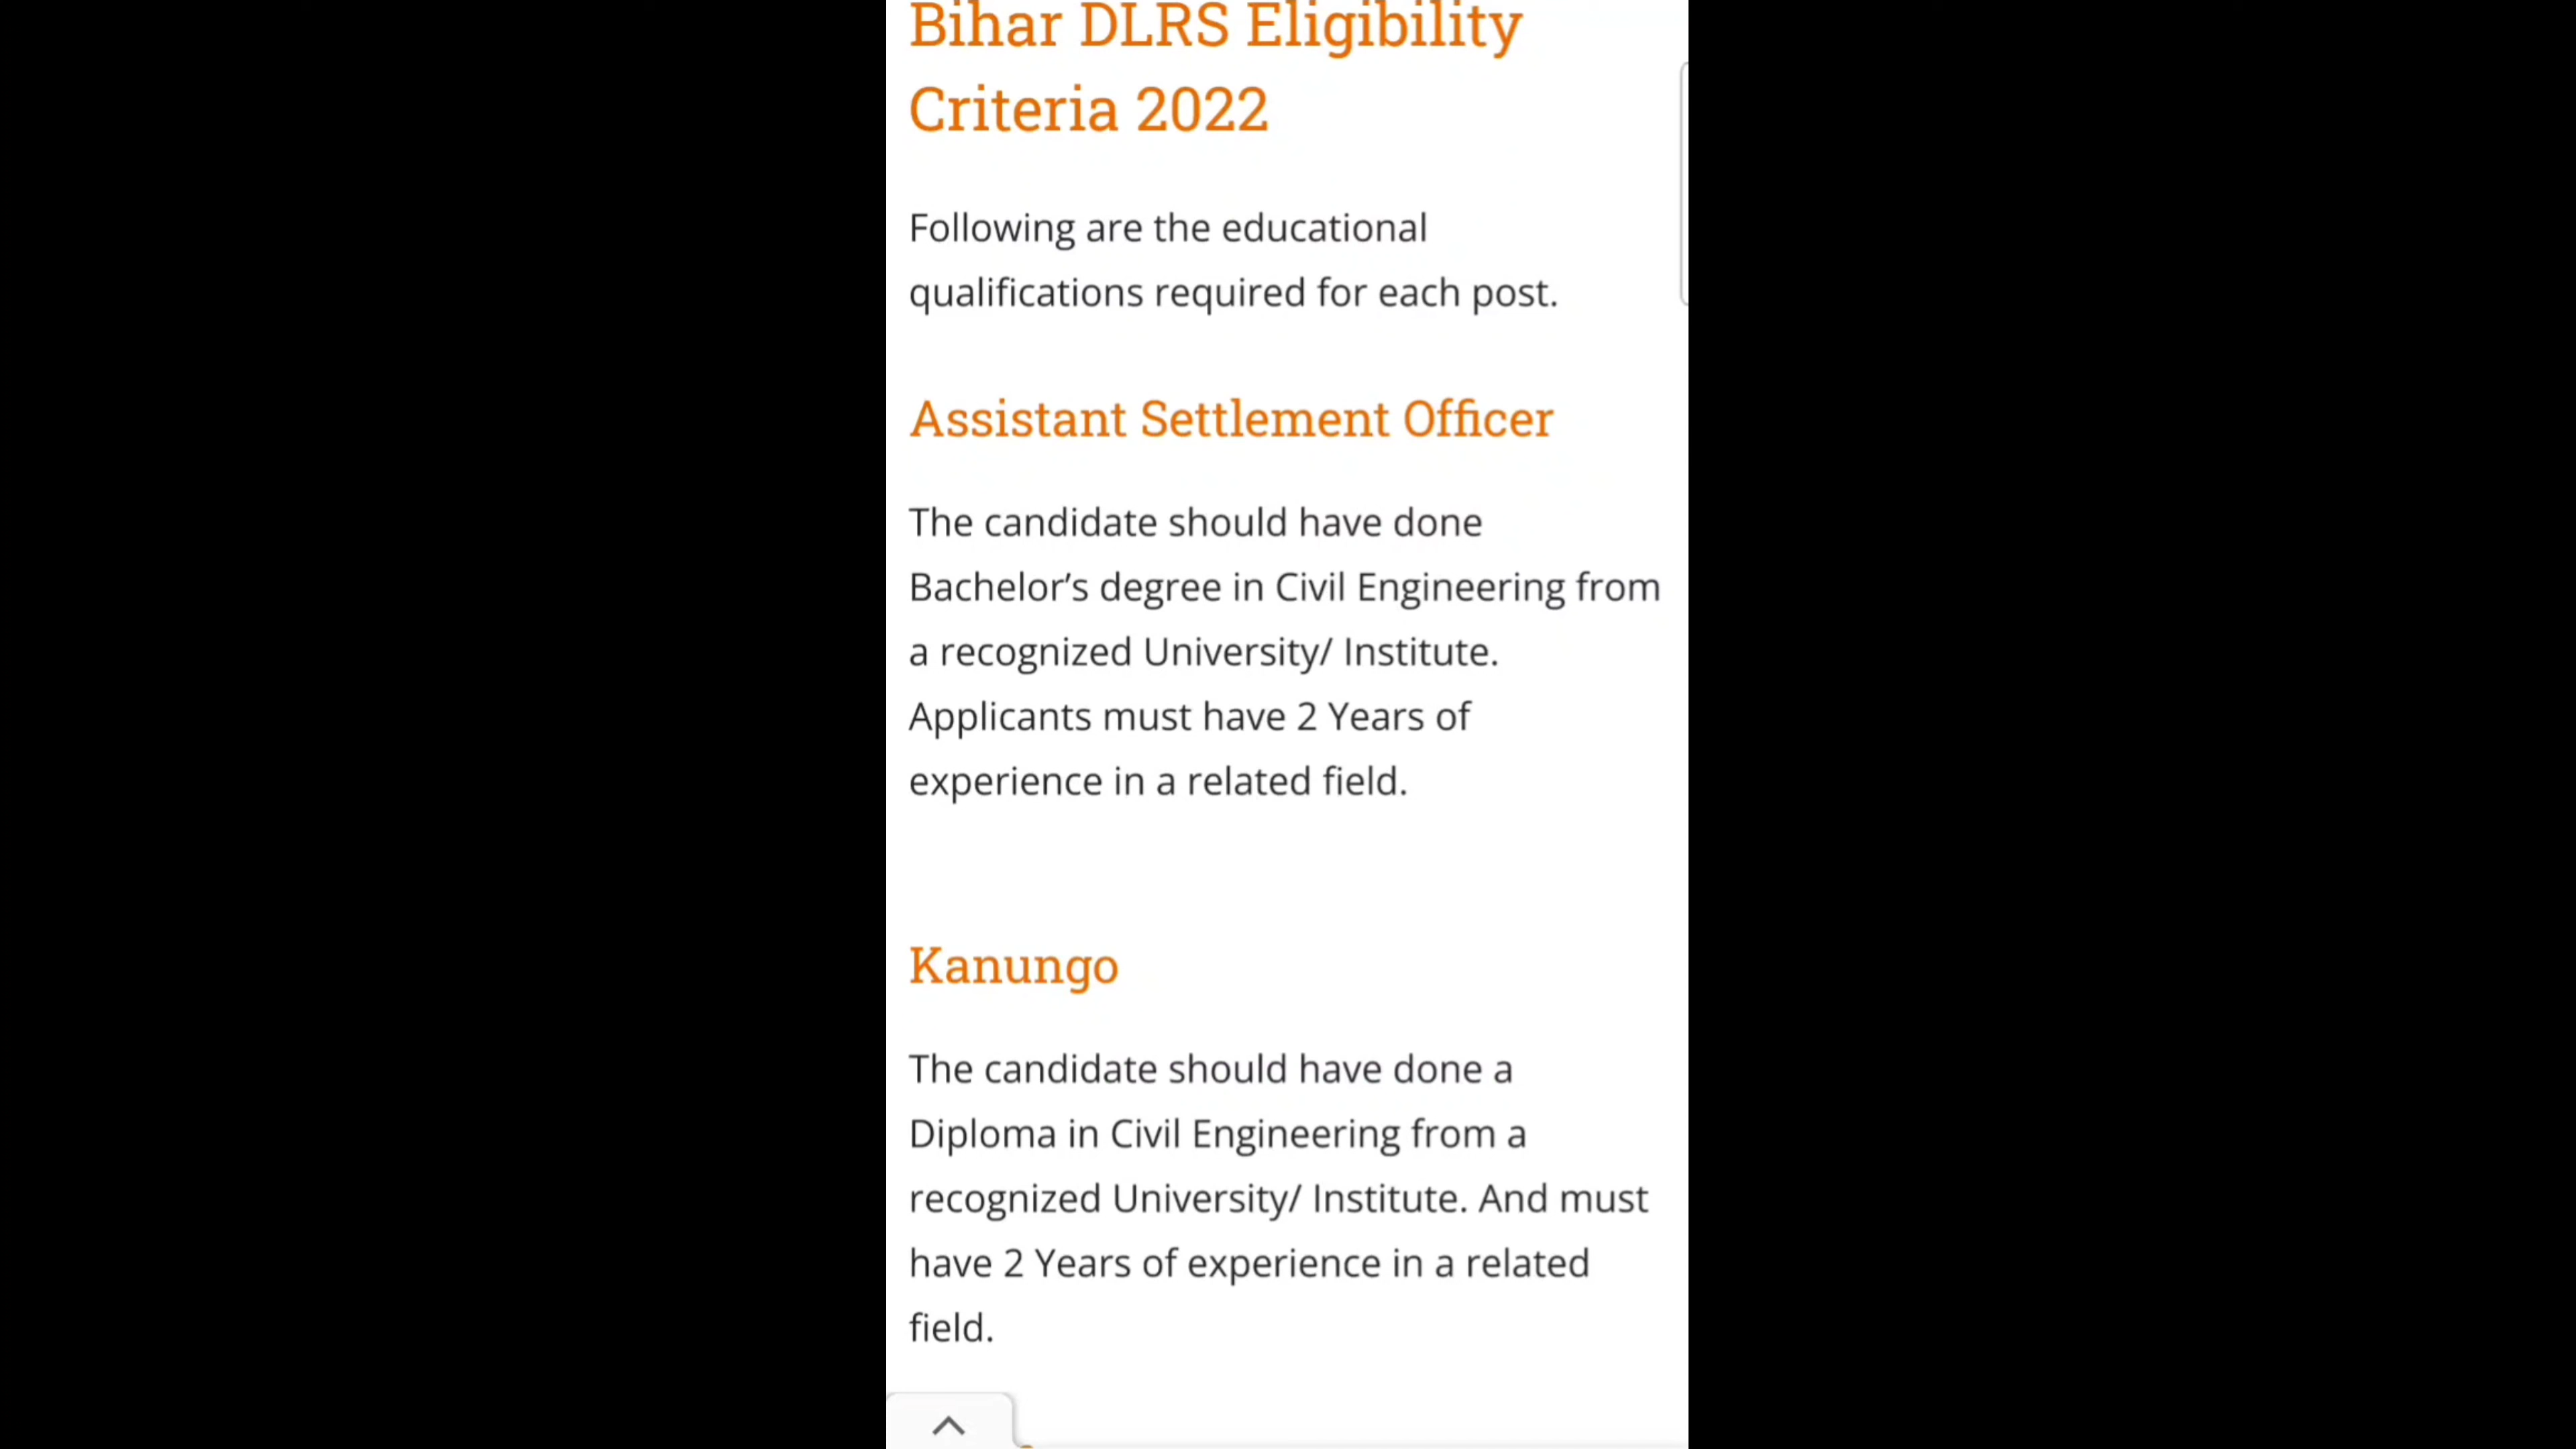 Bihar DLRS Eligibility
Criteria 2022
Following are the educational
qualifications required for each post.
Assistant Settlement Officer
The candidate should have done
Bachelor’s degree in Civil Engineering from
a recognized University/ Institute.
Applicants must have 2 Years of
experience in a related field.
Kanungo
The candidate should have done a
Diploma in Civil Engineering from a
recognized University/ Institute. And must
have 2 Years of experience in a related
field.